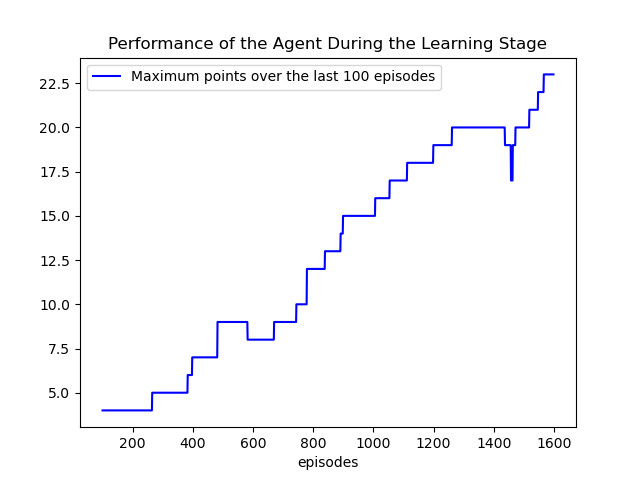 Performance of the Agent During the Learning Stage
Maximum points over the last 100 episodes
22.5
20.0
17.5
15.0
12.5
10.0
7.5
5.0
200 400 600 800 1000 1200 1400 1600
episodes